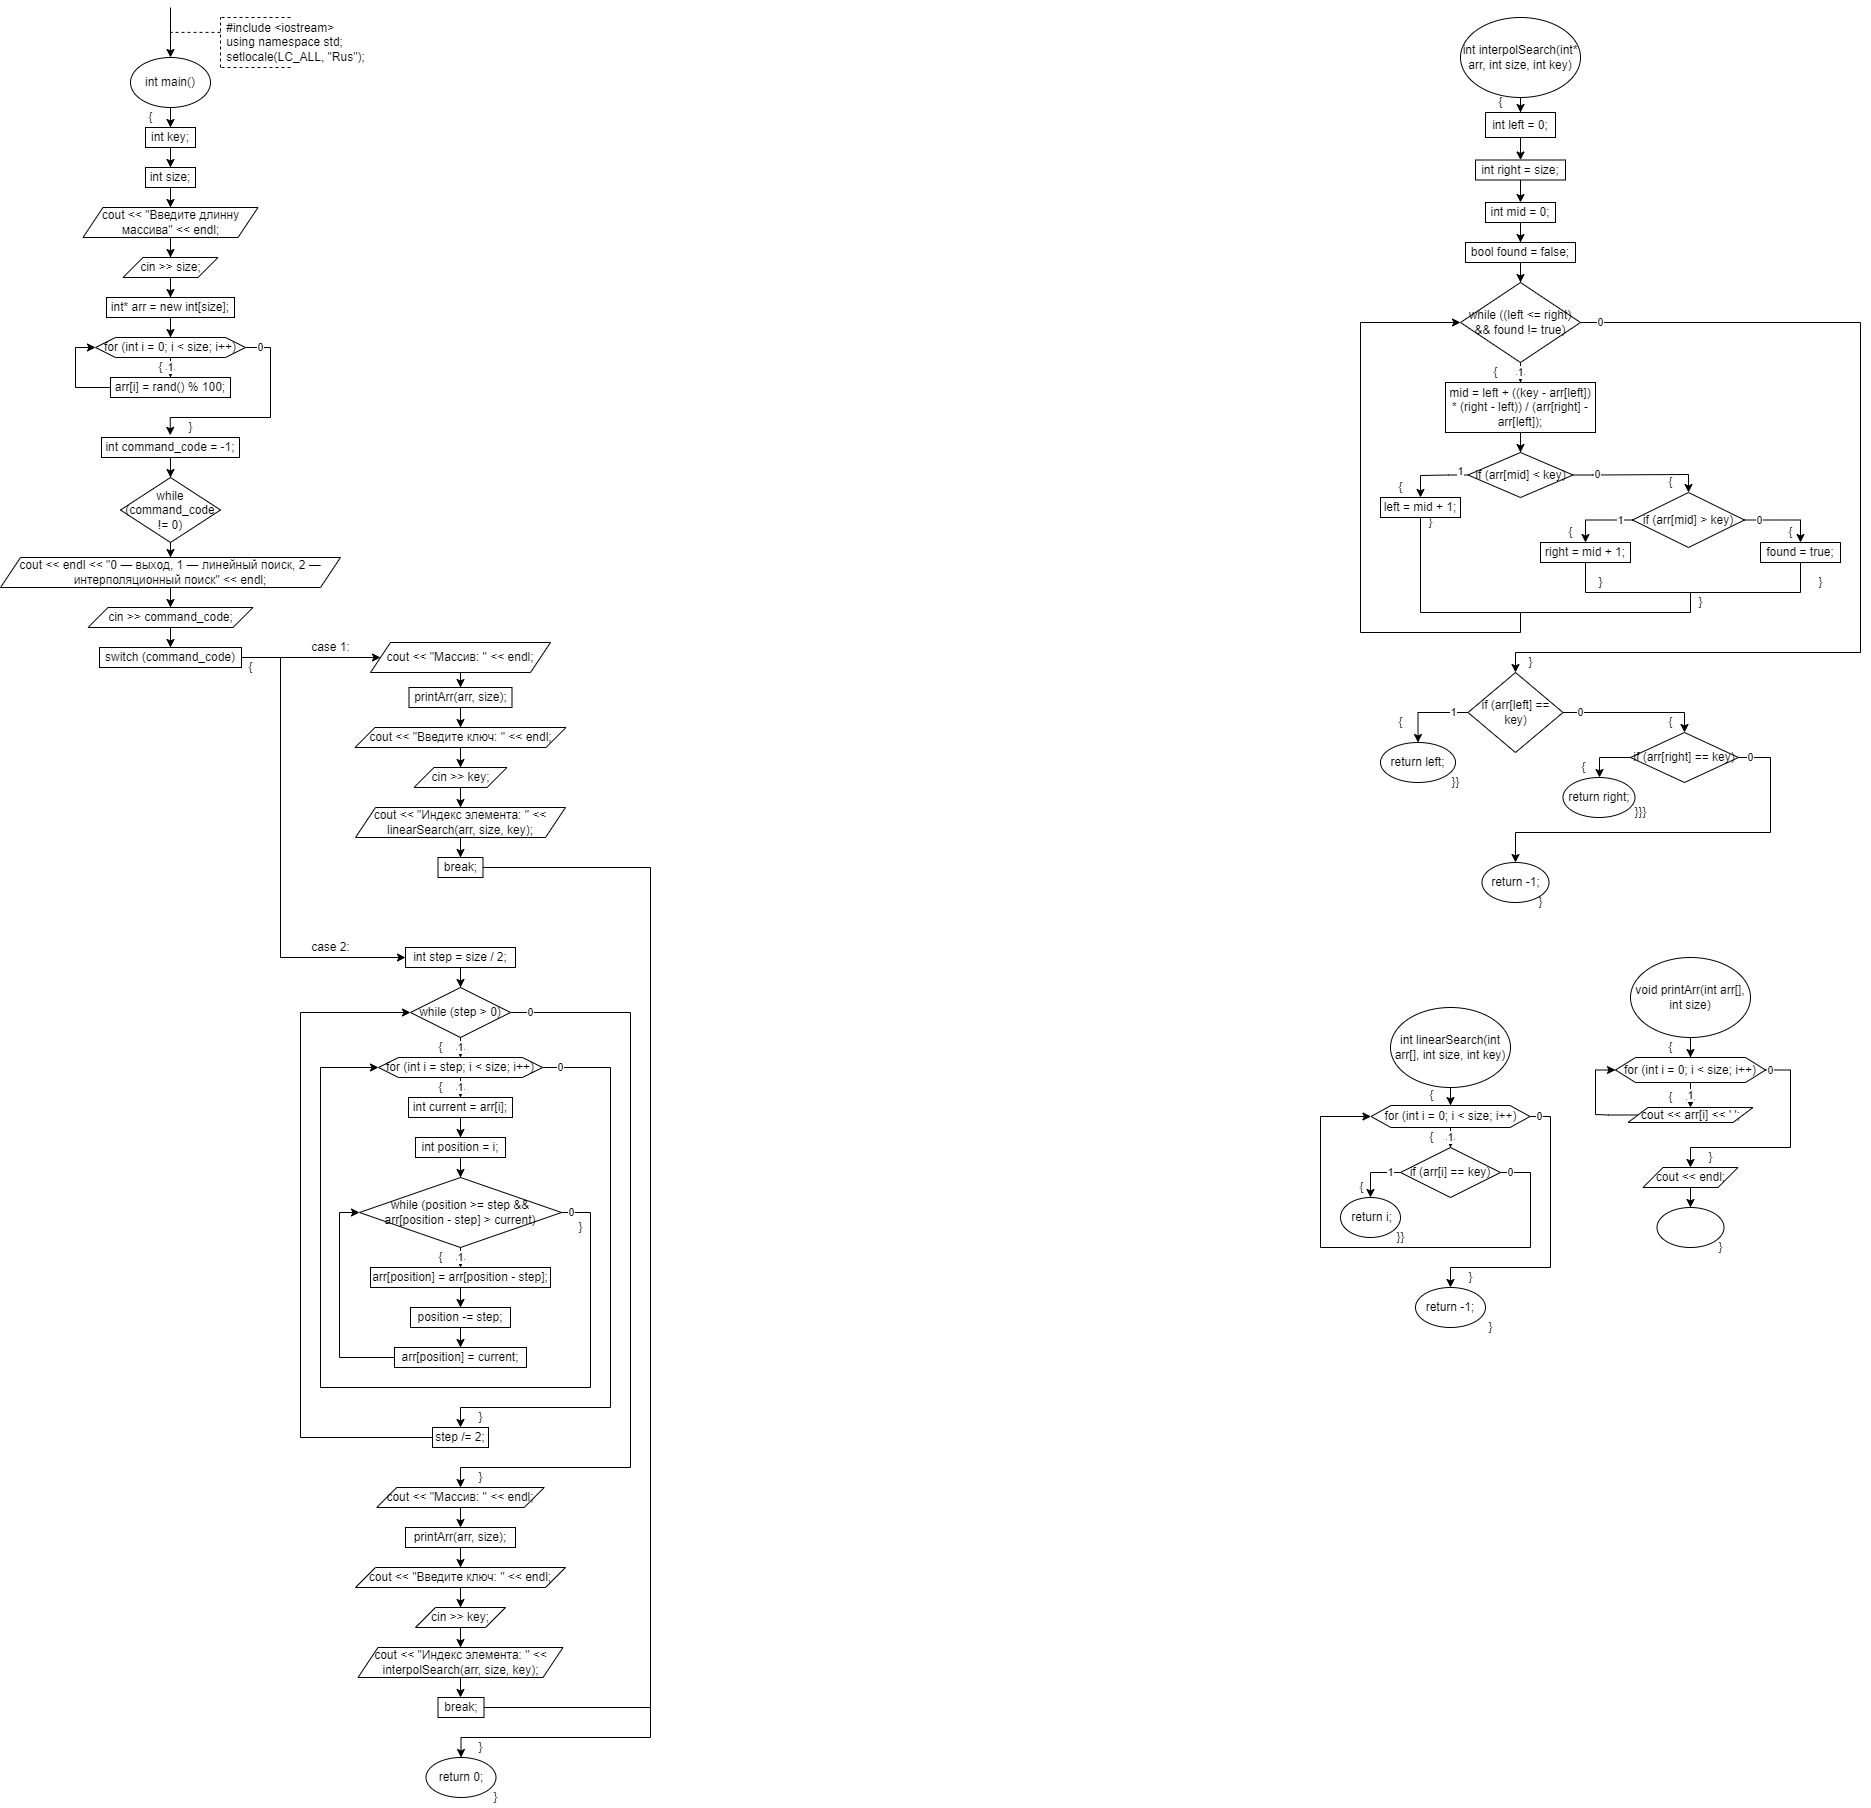 #include <iostream>
using namespace std;
setlocale(LC_ALL, "Rus");
int main()
{
int key;
int size;
cout << "Введите длинну
массива" << endl;
cin >> size;
int* arr = new int[size];
for (int i = 0; i < size; i++)
0
{
1
arr[i] = rand() % 100;
}
int command_code = -1;
while
(command_code
!= 0)
cout << endl << "0 — выход, 1 — линейный поиск, 2 —
интерполяционный поиск" << endl;
cin >> command_code;
switch (command_code)
{
case 1:
cout << "Массив: " << endl;
printArr(arr, size);
cout << "Введите ключ: " << endl;
cin >> key;
cout << "Индекс элемента: " <<
linearSearch(arr, size, key);
break;
case 2:
int step = size / 2;
while (step > 0)
0
{
1
for (int i = step; i < size; i++)
0
{
1
int current = arr[i];
int position = i;
while (position >= step &&
arr[position - step] > current)
0
}
{
1
arr[position] = arr[position - step];
position -= step;
arr[position] = current;
}
step /= 2;
}
cout << "Массив: " << endl;
printArr(arr, size);
cout << "Введите ключ: " << endl;
cin >> key;
cout << "Индекс элемента: " <<
interpolSearch(arr, size, key);
break;
}
return 0;
}
int interpolSearch(int*
arr, int size, int key)
{
int left = 0;
int right = size;
int mid = 0;
bool found = false;
while ((left <= right)
&& found != true)
0
{
1
mid = left + ((key - arr[left])
* (right - left)) / (arr[right] -
arr[left]);
if (arr[mid] < key)
1
0
{
left = mid + 1;
}
{
if (arr[mid] > key)
1
0
{
right = mid + 1;
}
{
found = true;
}
}
}
if (arr[left] ==
key)
1
0
{
return left;
}}
{
if (arr[right] == key)
0
{
return right;
}}}
return -1;
}
int linearSearch(int
arr[], int size, int key)
{
for (int i = 0; i < size; i++)
0
{
1
if (arr[i] == key)
1
0
{
return i;
}}
}
return -1;
}
void printArr(int arr[],
int size)
{
for (int i = 0; i < size; i++)
0
{
1
cout << arr[i] << ' ';
}
cout << endl;
}